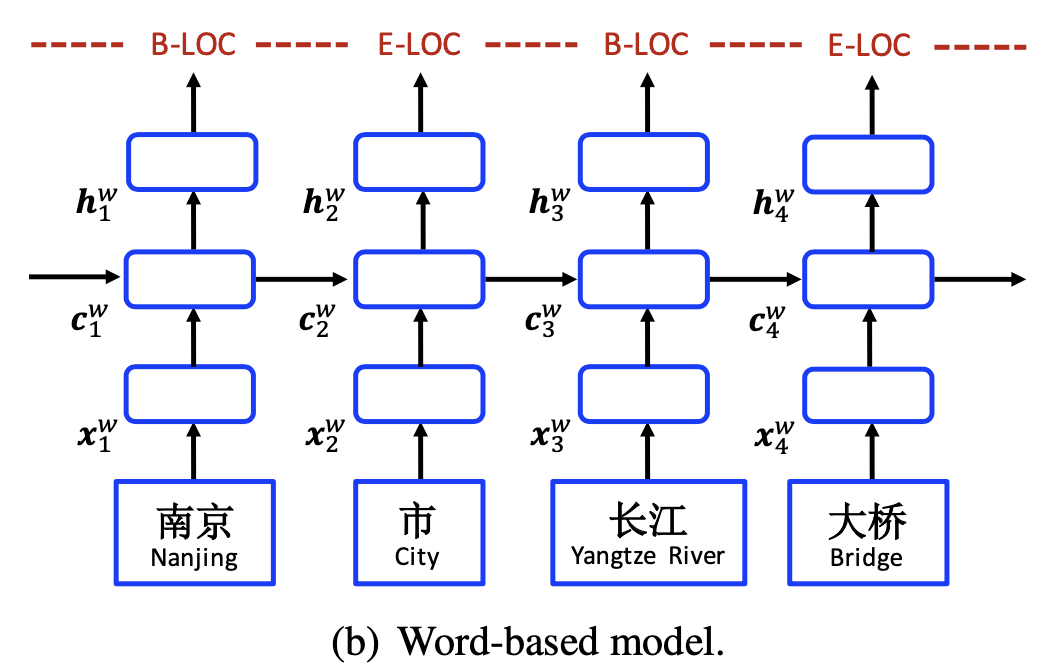 B-LOC E-LOC B-LOC E-LOC
h₁ʷ h₂ʷ h₃ʷ h₄ʷ
c₁ʷ c₂ʷ c₃ʷ c₄ʷ
x₁ʷ x₂ʷ x₃ʷ x₄ʷ
南京 市 长江 大桥
Nanjing City Yangtze River Bridge
(b) Word-based model.